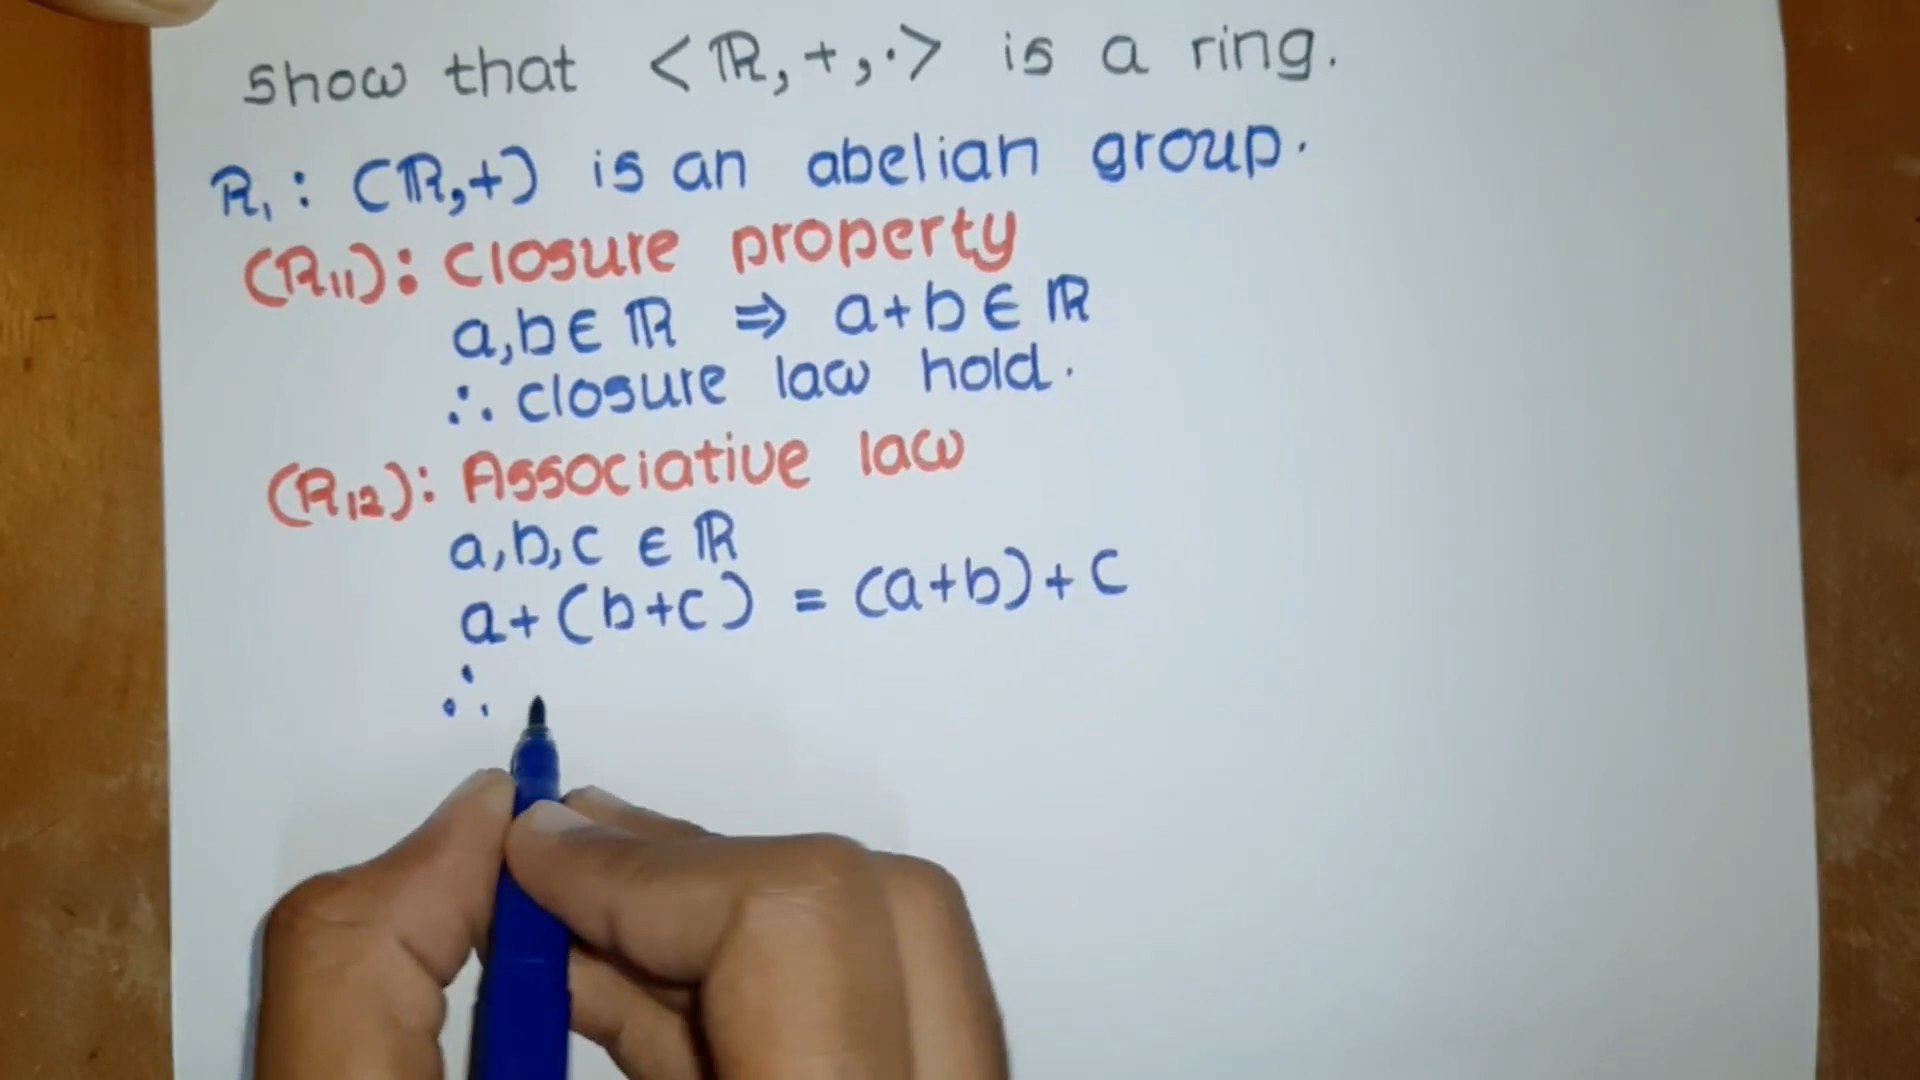 Show that <ℝ,+,·> is a ring.
R₁: (ℝ,+) is an abelian group.
(R₁₁): Closure property
a,b∈ℝ ⇒ a+b∈ℝ
∴ closure law hold.
(R₁₂): Associative law
a,b,c ∈ ℝ
a+(b+c) = (a+b)+c
∴